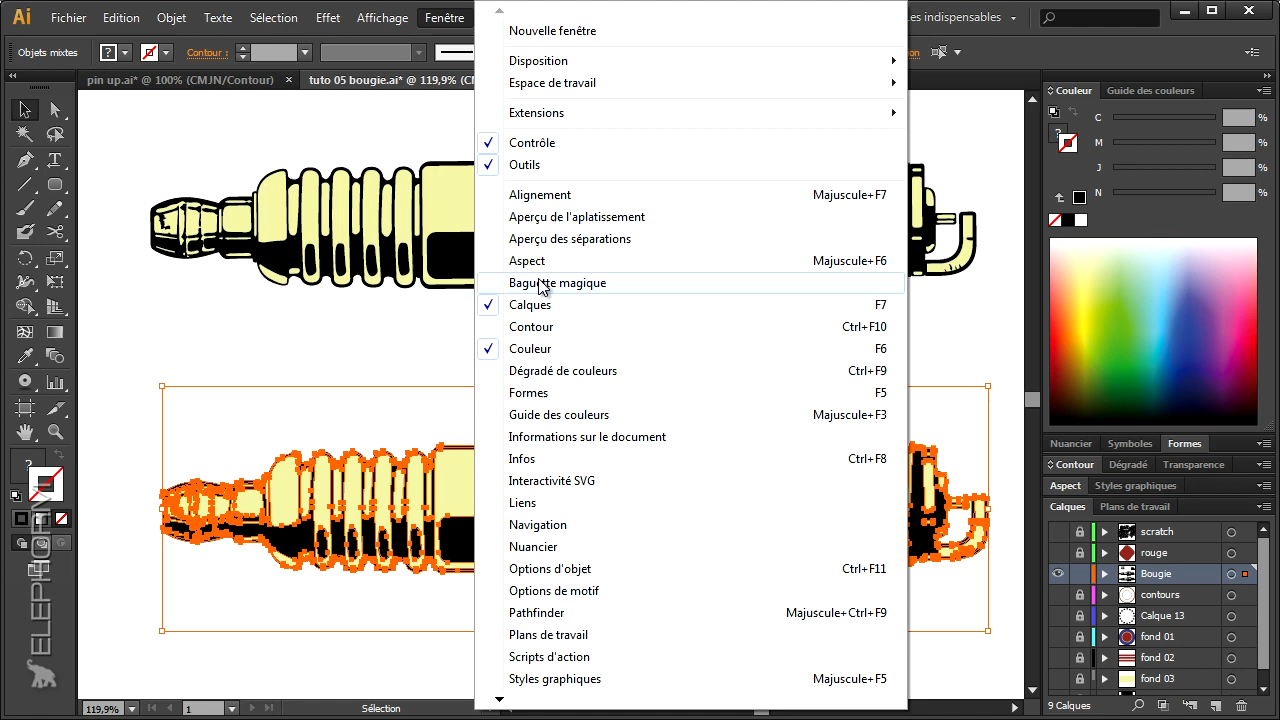 Ai Fichier Edition Objet Texte Sélection Effet Affichage Fenêtre es indispensables
Objets mixtes ? Contour : on
pin up.ai* @ 100% (CMJN/Contour) × tuto 05 bougie.ai* @ 119,9% (CM
Nouvelle fenêtre
Disposition
Espace de travail
Extensions
Contrôle
Outils
Alignement Majuscule+F7
Aperçu de l'aplatissement
Aperçu des séparations
Aspect Majuscule+F6
Baguette magique
Calques F7
Contour Ctrl+F10
Couleur F6
Dégradé de couleurs Ctrl+F9
Formes F5
Guide des couleurs Majuscule+F3
Informations sur le document
Infos Ctrl+F8
Interactivité SVG
Liens
Navigation
Nuancier
Options d'objet Ctrl+F11
Options de motif
Pathfinder Majuscule+Ctrl+F9
Plans de travail
Scripts d'action
Styles graphiques Majuscule+F5
Couleur Guide des couleurs
C %
M %
J %
N %
?
Nuancier Symboles Formes
Contour Dégradé Transparence
Aspect Styles graphiques
Calques Plans de travail
scratch
rouge
Bougie
contours
Calque 13
fond 01
fond 02
fond 03
9 Calques
?
ELEPHORM
119,9% 1 Sélection